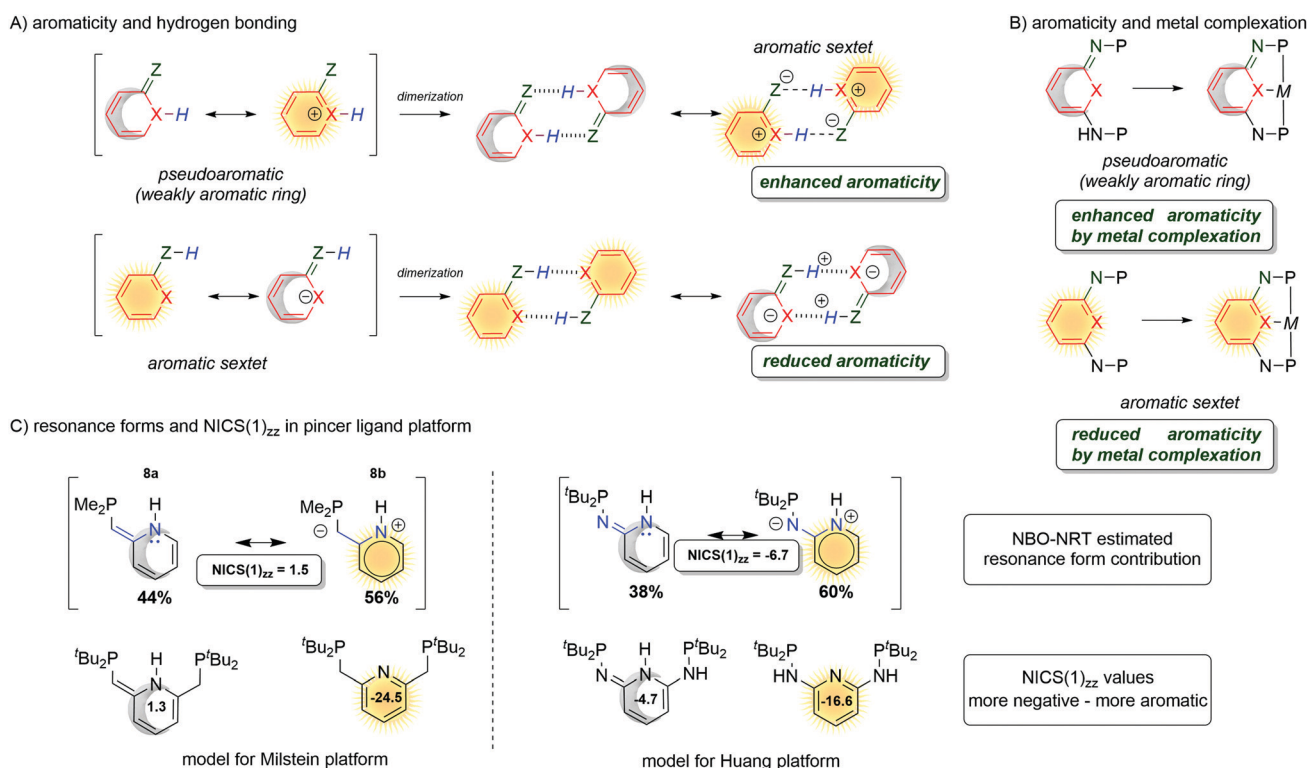 A) aromaticity and hydrogen bonding
Z
X
H
Z
⊕
X
H
pseudoaromatic
(weakly aromatic ring)
dimerization
Z
H
X
X
H
Z
aromatic sextet
Z
⊖
H
X
⊕
⊕
X
H
⊖
Z
enhanced aromaticity
Z
H
X
Z
H
⊖
X
aromatic sextet
dimerization
Z
H
X
X
H
Z
Z
H
⊕
X
⊖
⊖
X
⊕
H
Z
reduced aromaticity
B) aromaticity and metal complexation
N–P
X
HN–P
N–P
X–M
N–P
pseudoaromatic
(weakly aromatic ring)
enhanced aromaticity
by metal complexation
N–P
X
N–P
N–P
X–M
N–P
aromatic sextet
reduced aromaticity
by metal complexation
C) resonance forms and NICS(1)zz in pincer ligand platform
8a
Me2P
H
N
44%
NICS(1)zz = 1.5
8b
Me2P
⊖
H
N
⊕
56%
tBu2P
N
H
N
38%
NICS(1)zz = -6.7
tBu2P
⊖
N
H
N
⊕
60%
NBO-NRT estimated
resonance form contribution
tBu2P
H
N
PtBu2
1.3
tBu2P
N
PtBu2
-24.5
model for Milstein platform
tBu2P
N
H
N
PtBu2
NH
-4.7
tBu2P
HN
N
PtBu2
NH
-16.6
model for Huang platform
NICS(1)zz values
more negative - more aromatic